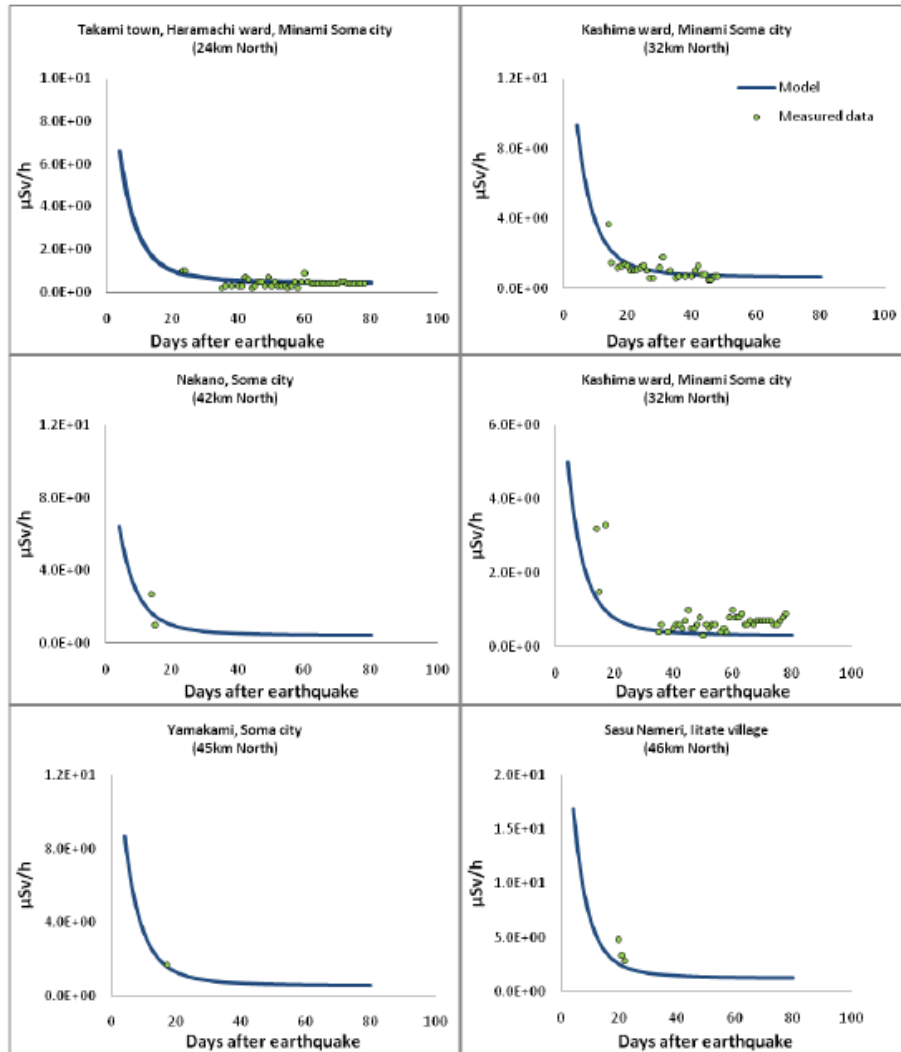 Takami town, Haramachi ward, Minami Soma city
(24km North)
1.0E+01
8.0E+00
6.0E+00
4.0E+00
2.0E+00
0.0E+00
µSv/h
0 20 40 60 80 100
Days after earthquake
Kashima ward, Minami Soma city
(32km North)
1.2E+01
8.0E+00
4.0E+00
0.0E+00
µSv/h
Model
Measured data
0 20 40 60 80 100
Days after earthquake
Nakano, Soma city
(42km North)
1.2E+01
8.0E+00
4.0E+00
0.0E+00
µSv/h
0 20 40 60 80 100
Days after earthquake
Kashima ward, Minami Soma city
(32km North)
6.0E+00
4.0E+00
2.0E+00
0.0E+00
µSv/h
0 20 40 60 80 100
Days after earthquake
Yamakami, Soma city
(45km North)
1.2E+01
8.0E+00
4.0E+00
0.0E+00
µSv/h
0 20 40 60 80 100
Days after earthquake
Sasu Nameri, Iitate village
(46km North)
2.0E+01
1.5E+01
1.0E+01
5.0E+00
0.0E+00
µSv/h
0 20 40 60 80 100
Days after earthquake